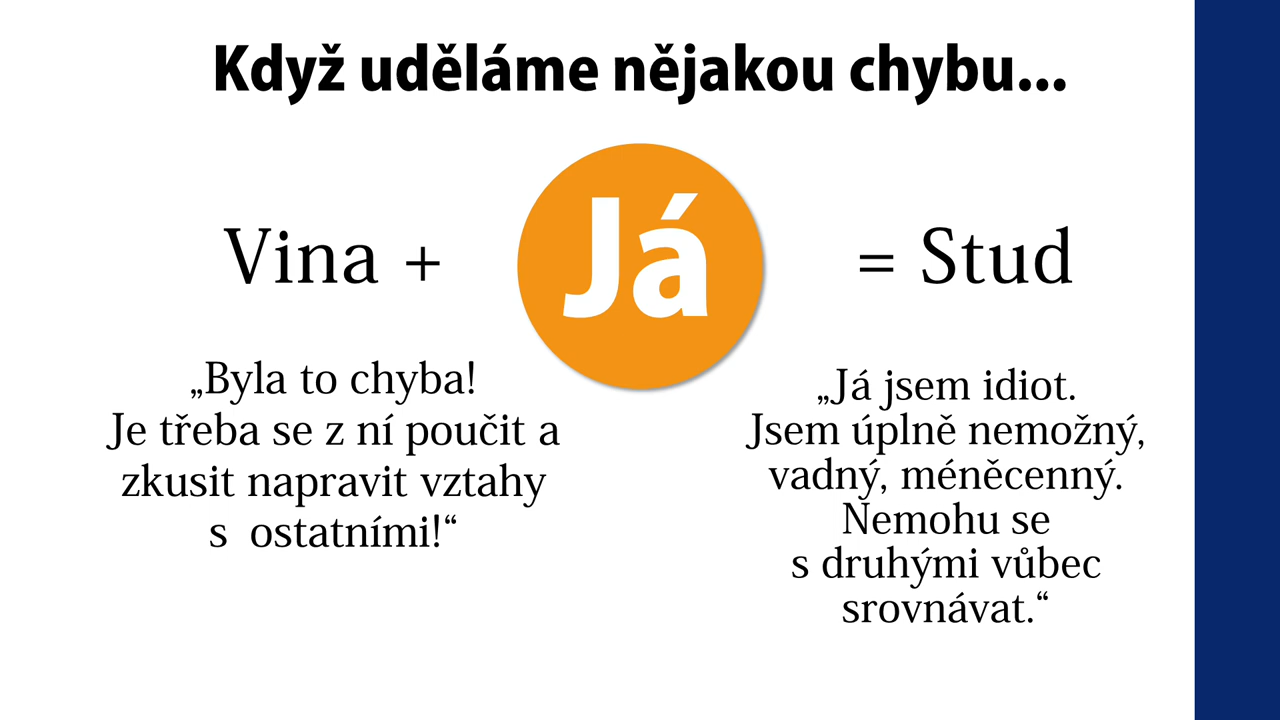 Když uděláme nějakou chybu...
Vina + Já = Stud
„Byla to chyba!
Je třeba se z ní poučit a
zkusit napravit vztahy
s ostatními!“
„Já jsem idiot.
Jsem úplně nemožný,
vadný, méněcenný.
Nemohu se
s druhými vůbec
srovnávat.“